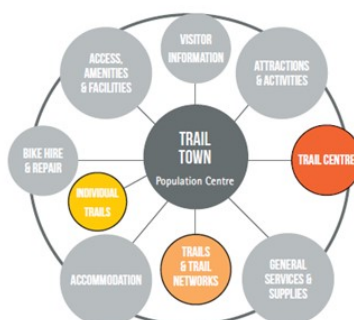 VISITOR
INFORMATION
ACCESS,
AMENITIES
& FACILITIES
ATTRACTIONS
& ACTIVITIES
TRAIL
TOWN
Population Centre
BIKE HIRE
& REPAIR
TRAIL CENTRE
INDIVIDUAL
TRAILS
TRAILS
& TRAIL
NETWORKS
ACCOMMODATION
GENERAL
SERVICES &
SUPPLIES